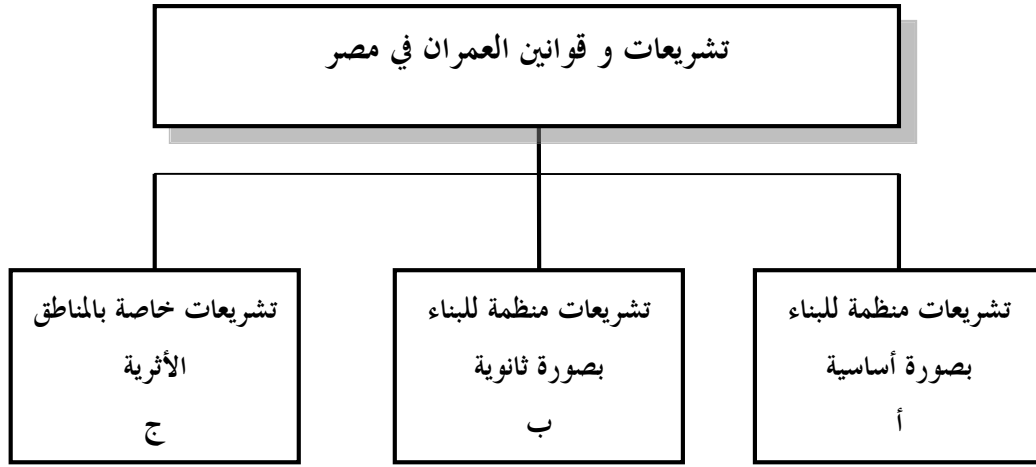 تشريعات و قوانين العمران في مصر
تشريعات منظمة للبناء
بصورة أساسية
أ
تشريعات منظمة للبناء
بصورة ثانوية
ب
تشريعات خاصة بالمناطق
الأثرية
ج